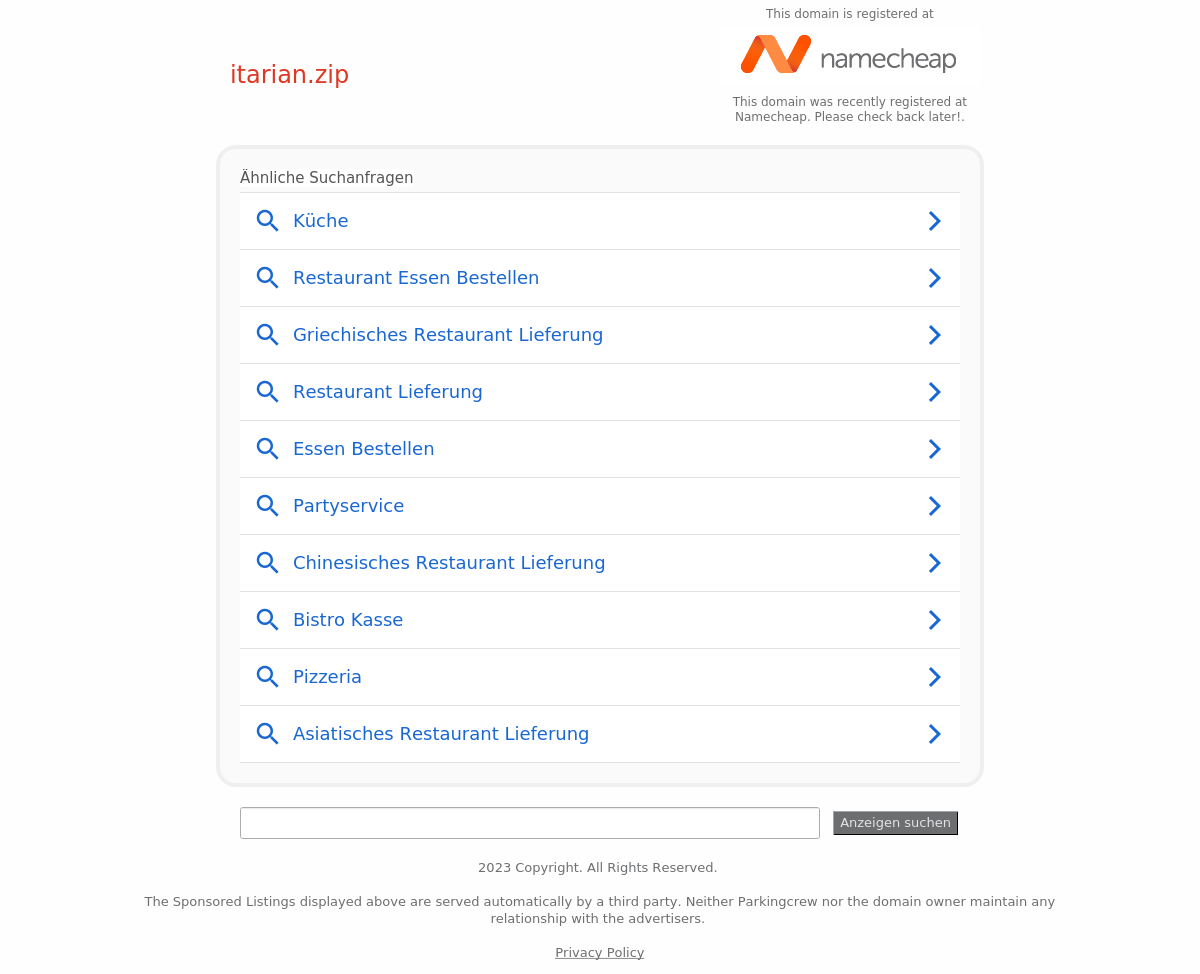 This domain is registered at
namecheap
itarian.zip
This domain was recently registered at
Namecheap. Please check back later!.
Ähnliche Suchanfragen
Küche
Restaurant Essen Bestellen
Griechisches Restaurant Lieferung
Restaurant Lieferung
Essen Bestellen
Partyservice
Chinesisches Restaurant Lieferung
Bistro Kasse
Pizzeria
Asiatisches Restaurant Lieferung
Anzeigen suchen
2023 Copyright. All Rights Reserved.
The Sponsored Listings displayed above are served automatically by a third party. Neither Parkingcrew nor the domain owner maintain any
relationship with the advertisers.
Privacy Policy